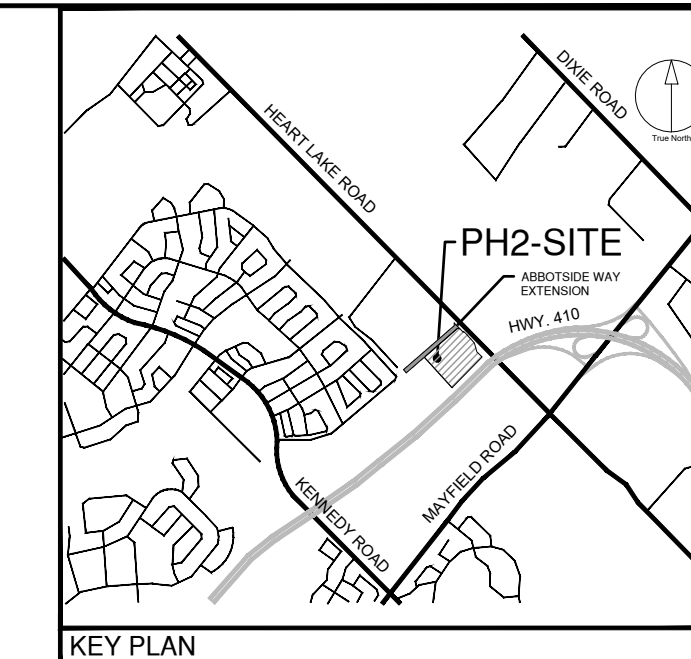 DIXIE ROAD
True North
HEART LAKE ROAD
PH2-SITE
ABBOTSIDE WAY
EXTENSION
HWY. 410
MAYFIELD ROAD
KENNEDY ROAD
KEY PLAN